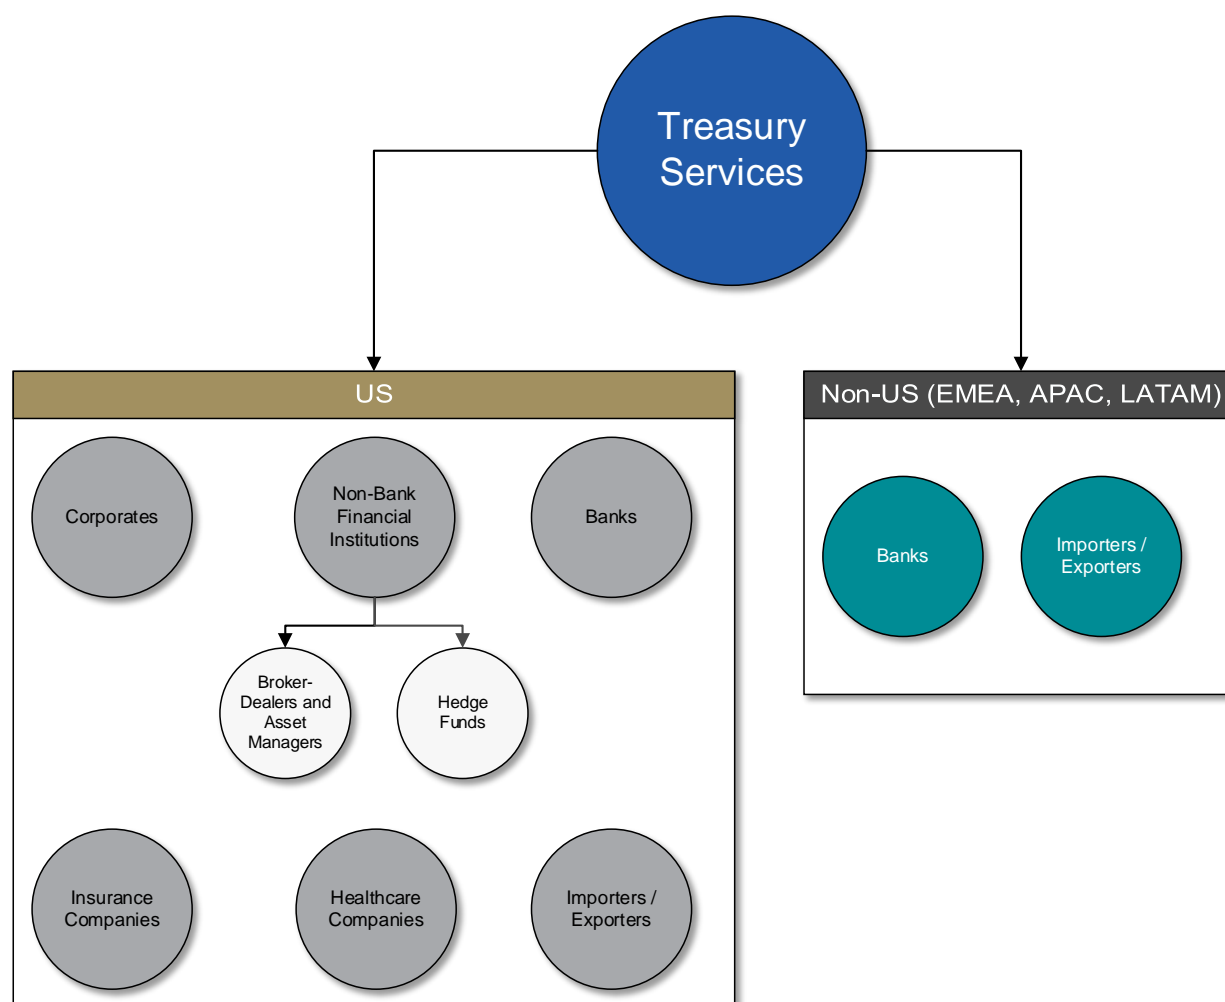 Treasury
Services
US
Non-US (EMEA, APAC, LATAM)
Corporates
Non-Bank
Financial
Institutions
Banks
Banks
Importers /
Exporters
Broker-
Dealers and
Asset
Managers
Hedge
Funds
Insurance
Companies
Healthcare
Companies
Importers /
Exporters